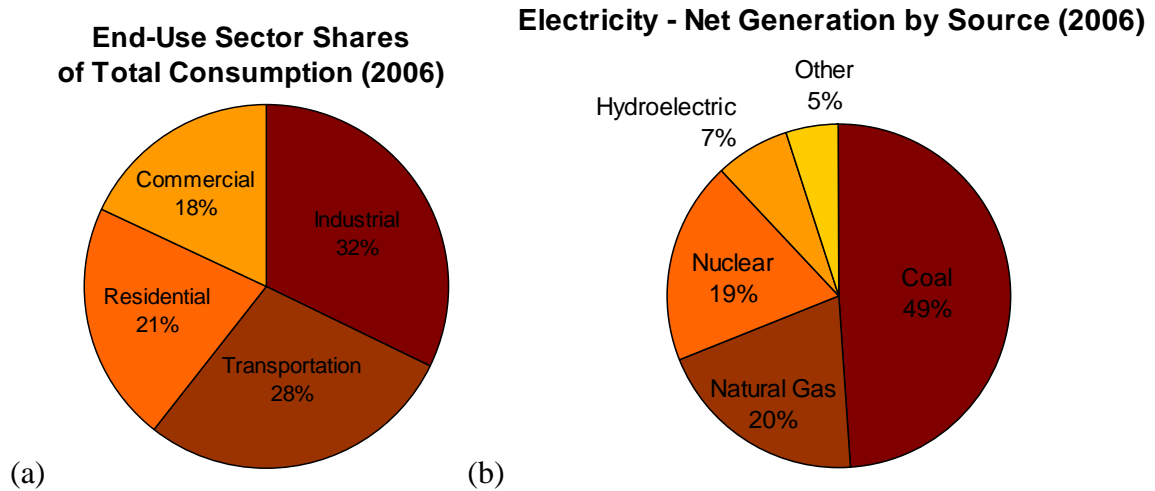 End-Use Sector Shares
of Total Consumption (2006)
Commercial
18%
Industrial
32%
Residential
21%
Transportation
28%
(a)
Electricity - Net Generation by Source (2006)
Other
5%
Hydroelectric
7%
Nuclear
19%
Coal
49%
Natural Gas
20%
(b)